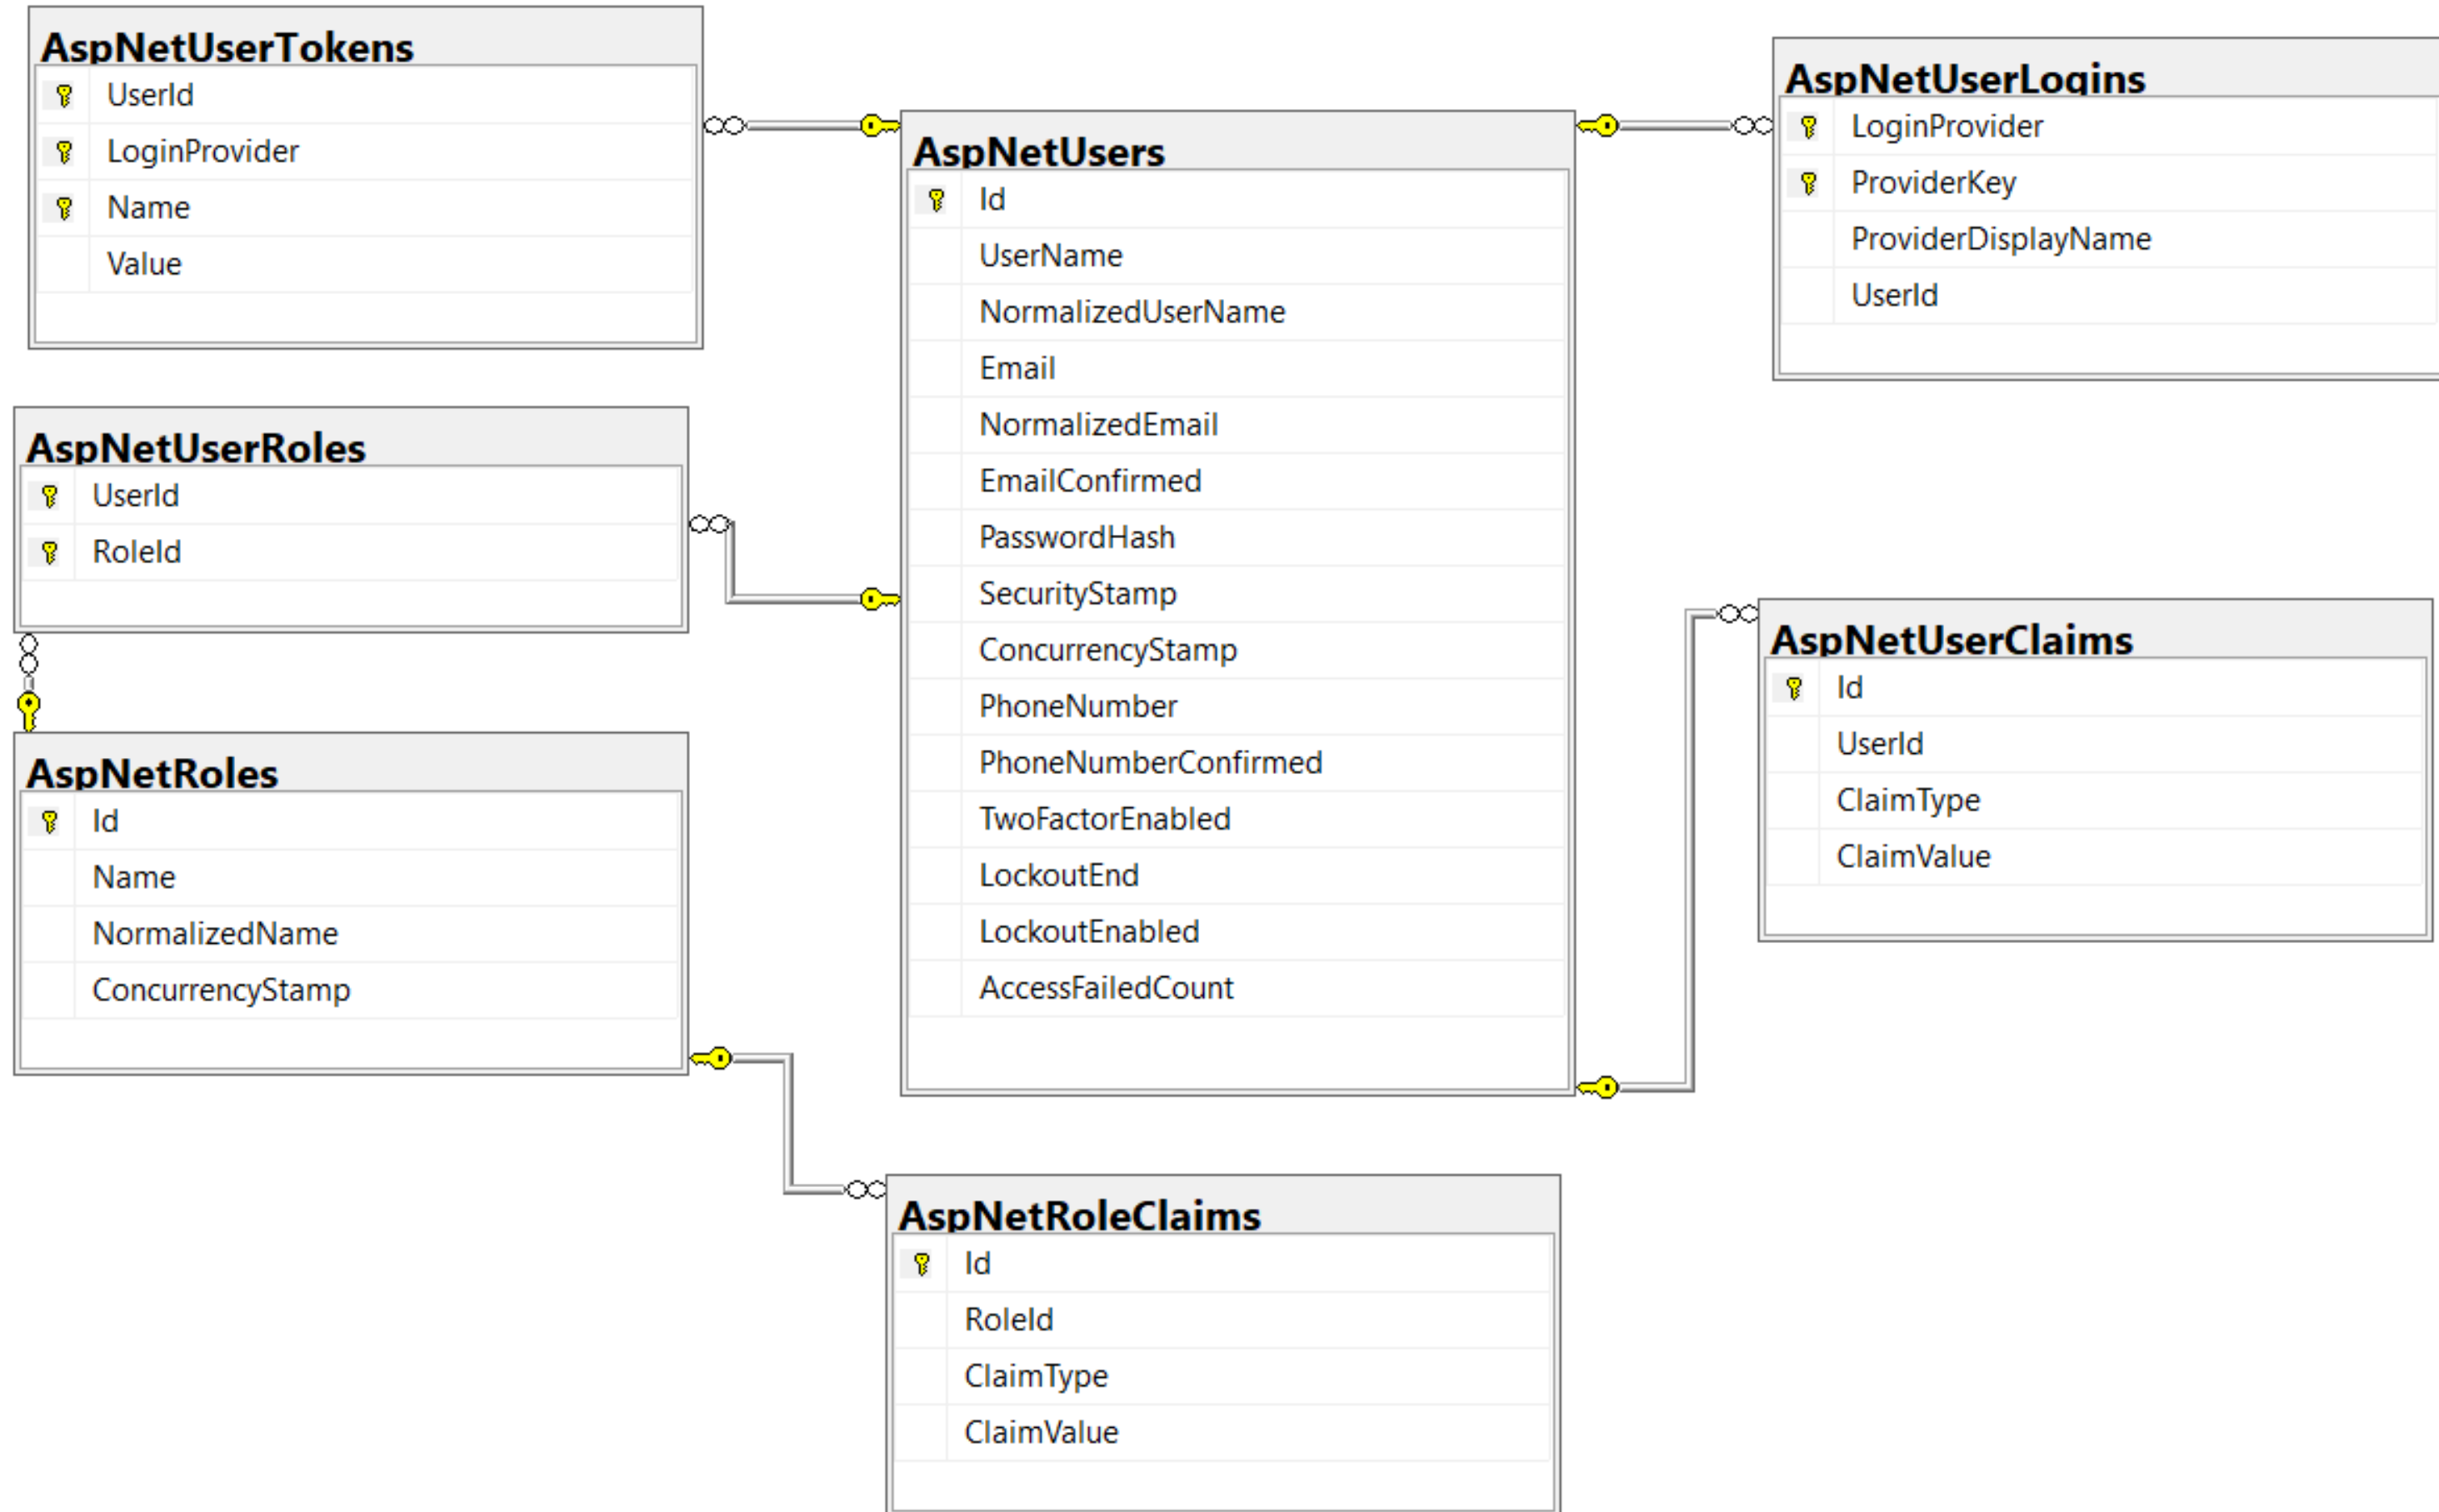 AspNetUserTokens
UserId
LoginProvider
Name
Value
AspNetUserRoles
UserId
RoleId
AspNetRoles
Id
Name
NormalizedName
ConcurrencyStamp
AspNetUsers
Id
UserName
NormalizedUserName
Email
NormalizedEmail
EmailConfirmed
PasswordHash
SecurityStamp
ConcurrencyStamp
PhoneNumber
PhoneNumberConfirmed
TwoFactorEnabled
LockoutEnd
LockoutEnabled
AccessFailedCount
AspNetRoleClaims
Id
RoleId
ClaimType
ClaimValue
AspNetUserLogins
LoginProvider
ProviderKey
ProviderDisplayName
UserId
AspNetUserClaims
Id
UserId
ClaimType
ClaimValue